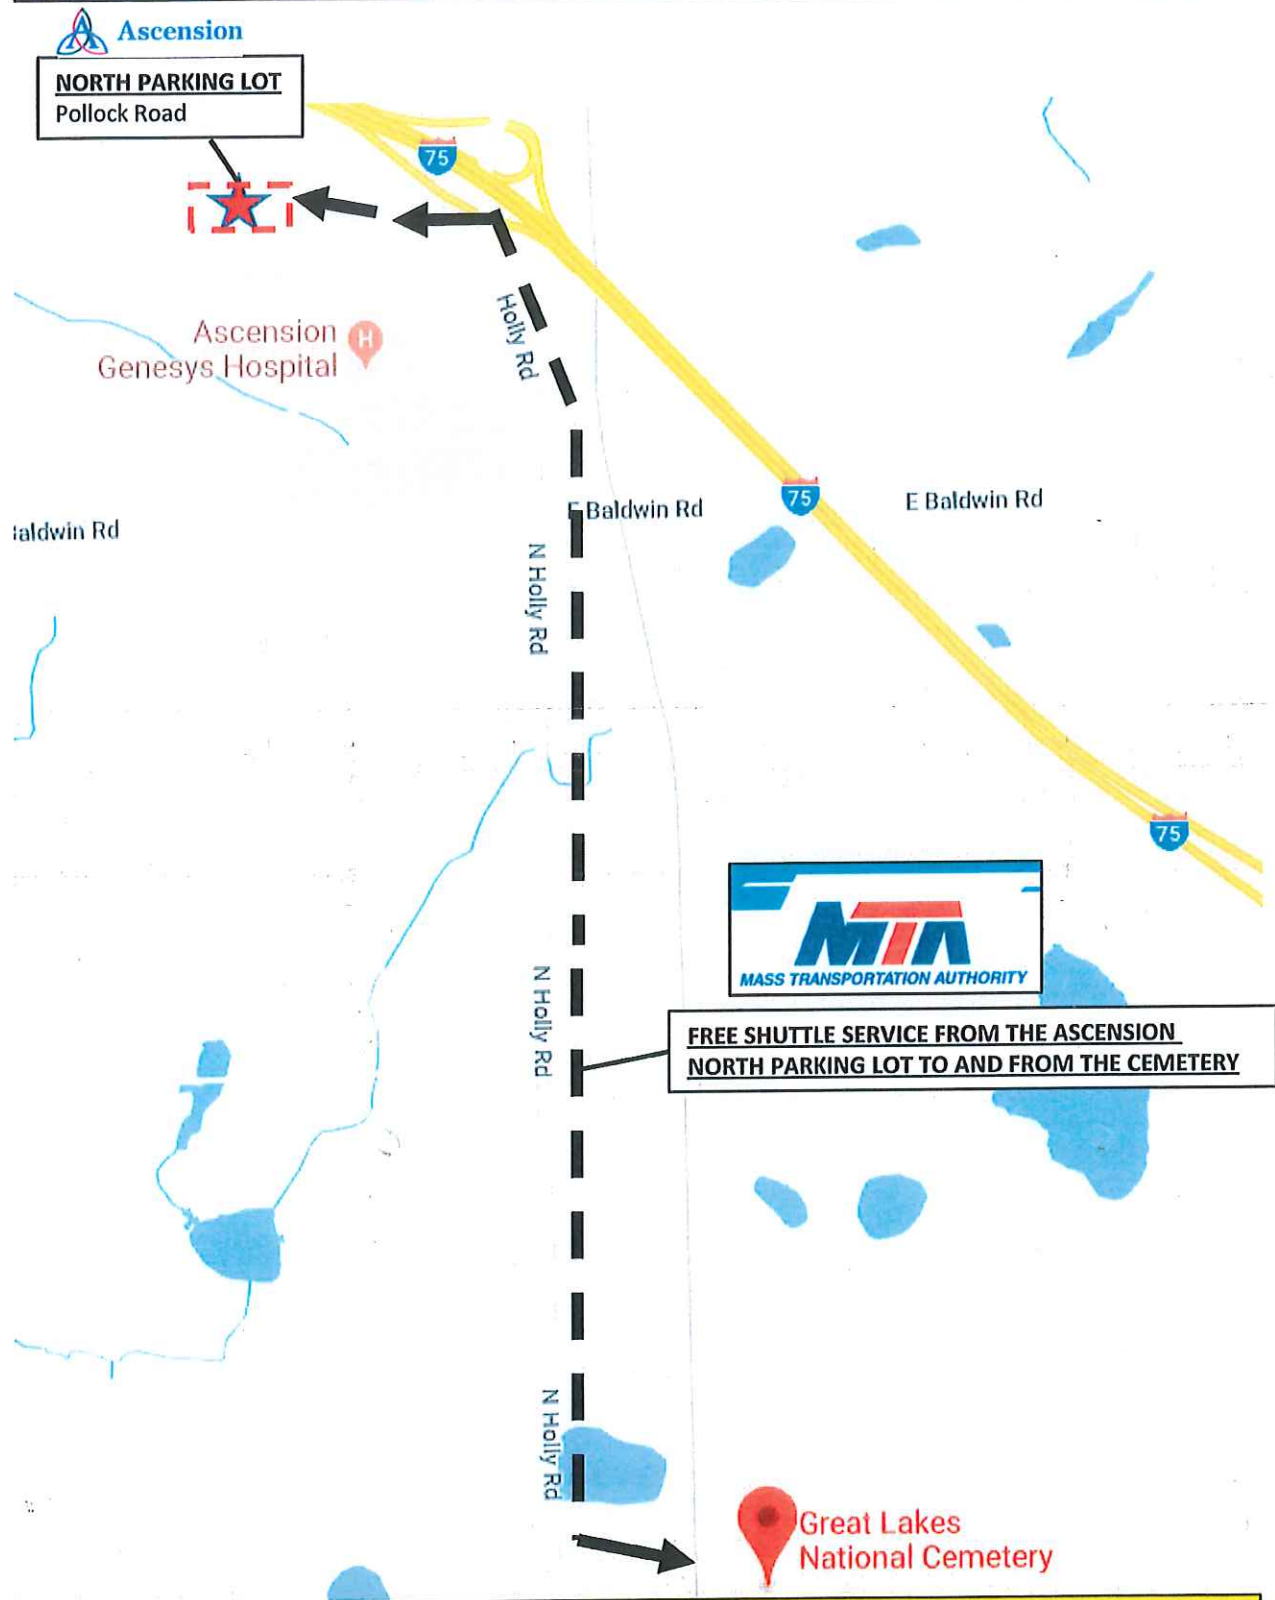 Ascension
NORTH PARKING LOT
Pollock Road
75
Holly Rd
Ascension
Genesys Hospital
H
75
E Baldwin Rd
Baldwin Rd
aldwin Rd
N Holly Rd
75
MTA
MASS TRANSPORTATION AUTHORITY
N Holly Rd
FREE SHUTTLE SERVICE FROM THE ASCENSION
NORTH PARKING LOT TO AND FROM THE CEMETERY
N Holly Rd
Great Lakes
National Cemetery